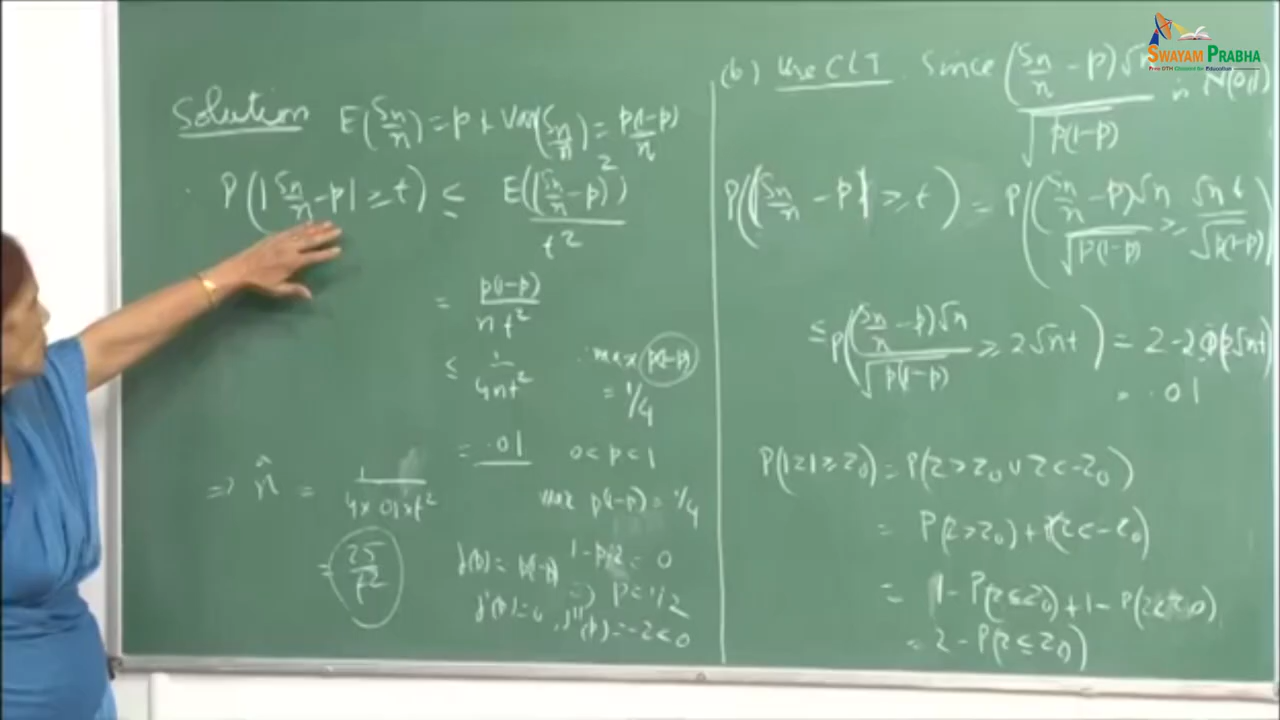 SWAYAM PRABHA
Solution E(Sn/n) = p & Var(Sn/n) = p(1-p)/n
P(|Sn/n - p| ≥ t) ≤ E((Sn/n - p)²)/t²
= p(1-p)/nt²
≤ 1/4nt² max p(1-p) = 1/4
= .01 0 < p < 1
⇒ n̂ = 1/(4×.01×t²) max p(1-p) = 1/4
= 25/t² f(p) = p(1-p) 1-p·2 = 0
⇒ p = 1/2
f'(p) = 0, f''(p) = -2 < 0
(b) Use CLT. Since (Sn/n - p)√n/√p(1-p) is N(0,1)
P(|Sn/n - p| ≥ t) = P((Sn/n - p)√n/√p(1-p) ≥ √n t/√p(1-p))
≤ P((Sn/n - p)√n/√p(1-p) ≥ 2√n t) = 2 - 2Φ(2√n t)
= .01
P(|Z| ≥ Z₀) = P(Z > Z₀ ∪ Z < -Z₀)
= P(Z > Z₀) + P(Z < -Z₀)
= 1 - P(Z ≤ Z₀) + 1 - P(Z ≤ Z₀)
= 2 - P(Z ≤ Z₀)